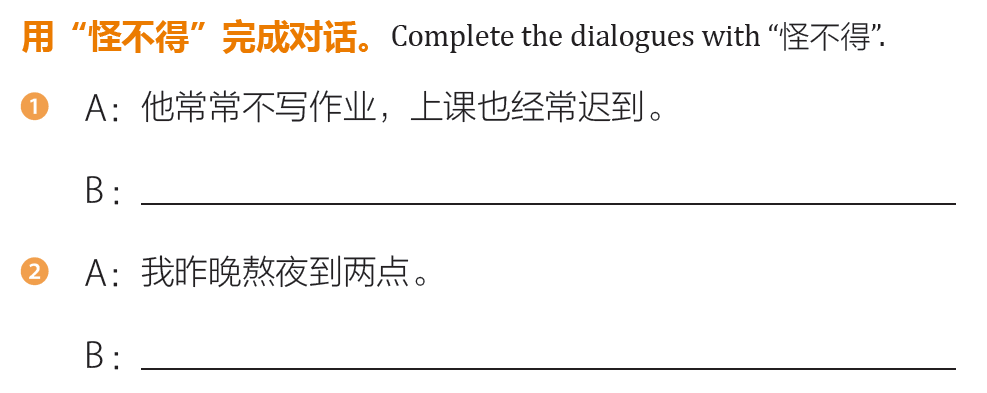 用“怪不得”完成对话。Complete the dialogues with “怪不得”.
1 A：他常常不写作业，上课也经常迟到。
B：
2 A：我昨晚熬夜到两点。
B：